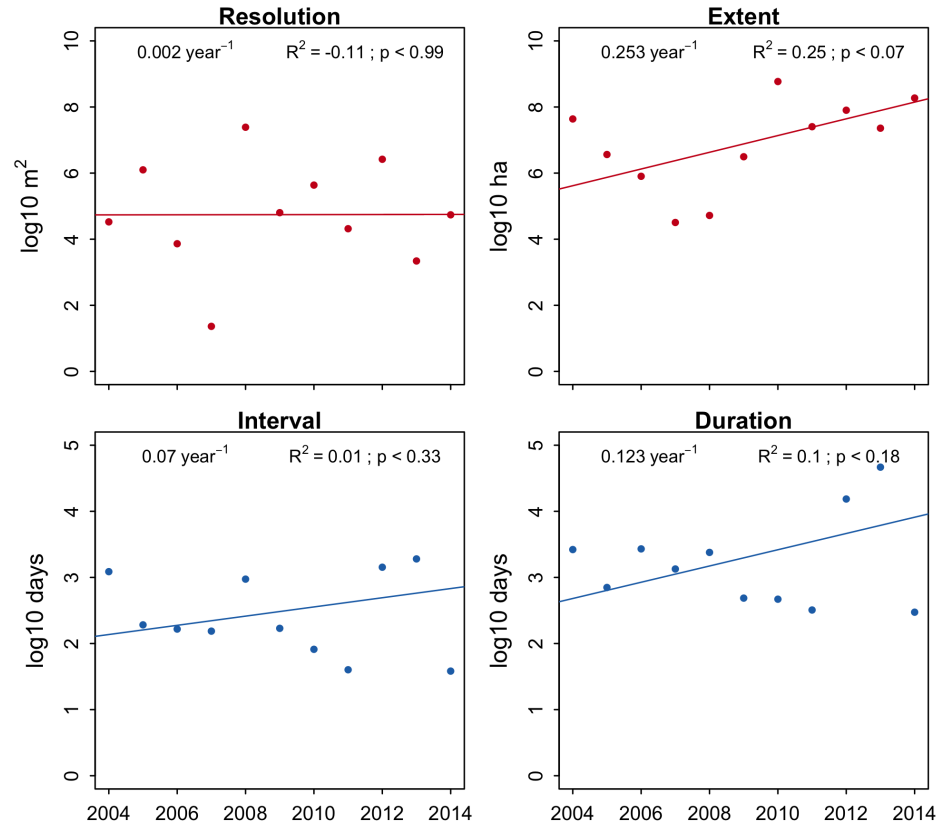 Resolution
0.002 year⁻¹ R² = -0.11 ; p < 0.99
log10 m²
10
8
6
4
2
0
2004 2006 2008 2010 2012 2014
Extent
0.253 year⁻¹ R² = 0.25 ; p < 0.07
log10 ha
10
8
6
4
2
0
Interval
0.07 year⁻¹ R² = 0.01 ; p < 0.33
log10 days
5
4
3
2
1
0
2004 2006 2008 2010 2012 2014
Duration
0.123 year⁻¹ R² = 0.1 ; p < 0.18
log10 days
5
4
3
2
1
0